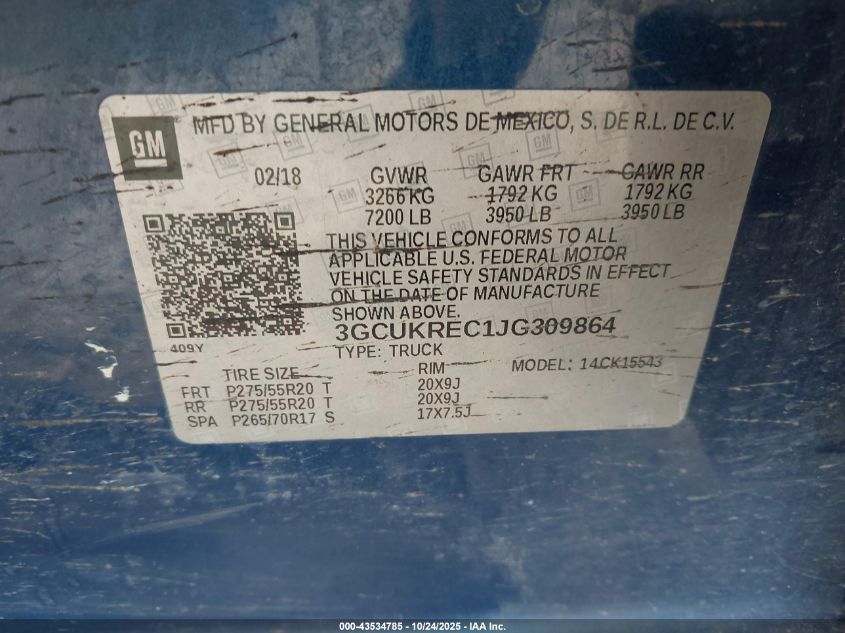 GM
MFD BY GENERAL MOTORS DE MEXICO, S. DE R.L. DE C.V.
02/18 GVWR GAWR FRT GAWR RR
3266 KG 1792 KG 1792 KG
7200 LB 3950 LB 3950 LB
THIS VEHICLE CONFORMS TO ALL
APPLICABLE U.S. FEDERAL MOTOR
VEHICLE SAFETY STANDARDS IN EFFECT
ON THE DATE OF MANUFACTURE
SHOWN ABOVE.
3GCUKREC1JG309864
409Y TYPE: TRUCK MODEL: 14CK15543
TIRE SIZE RIM
FRT P275/55R20 T 20X9J
RR P275/55R20 T 20X9J
SPA P265/70R17 S 17X7.5J
000-43534785 - 10/24/2025 - IAA Inc.